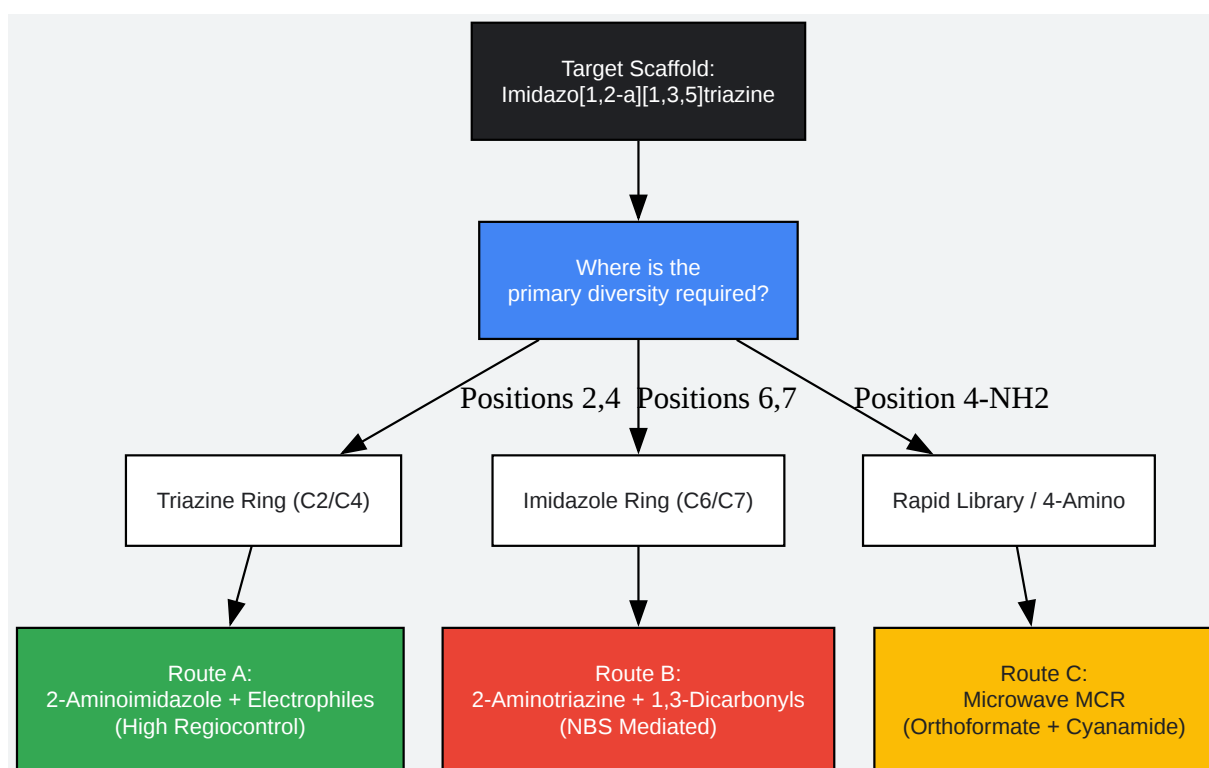 Target Scaffold:
Imidazo[1,2-a][1,3,5]triazine
Where is the
primary diversity required?
Positions 2,4
Positions 6,7
Position 4-NH2
Triazine Ring (C2/C4)
Imidazole Ring (C6/C7)
Rapid Library / 4-Amino
Route A:
2-Aminoimidazole + Electrophiles
(High Regiocontrol)
Route B:
2-Aminotriazine + 1,3-Dicarbonyls
(NBS Mediated)
Route C:
Microwave MCR
(Orthoformate + Cyanamide)